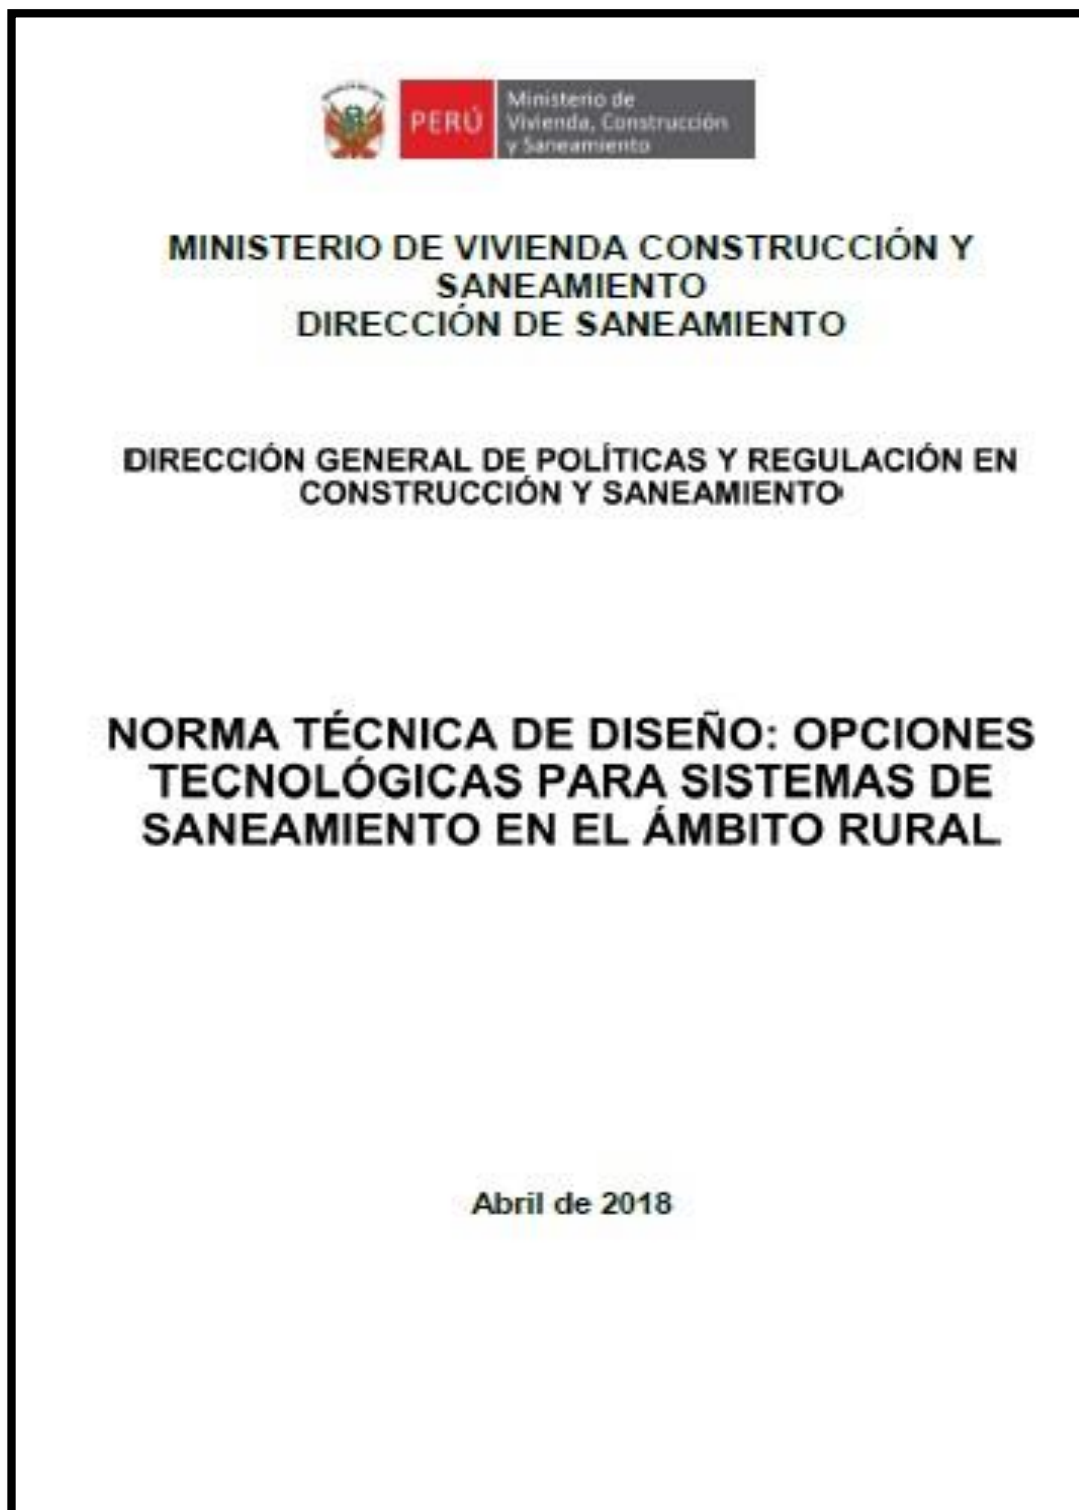 PERÚ
Ministerio de
Vivienda, Construcción
y Saneamiento
MINISTERIO DE VIVIENDA CONSTRUCCIÓN Y
SANEAMIENTO
DIRECCIÓN DE SANEAMIENTO
DIRECCIÓN GENERAL DE POLÍTICAS Y REGULACIÓN EN
CONSTRUCCIÓN Y SANEAMIENTO
NORMA TÉCNICA DE DISEÑO: OPCIONES
TECNOLÓGICAS PARA SISTEMAS DE
SANEAMIENTO EN EL ÁMBITO RURAL
Abril de 2018